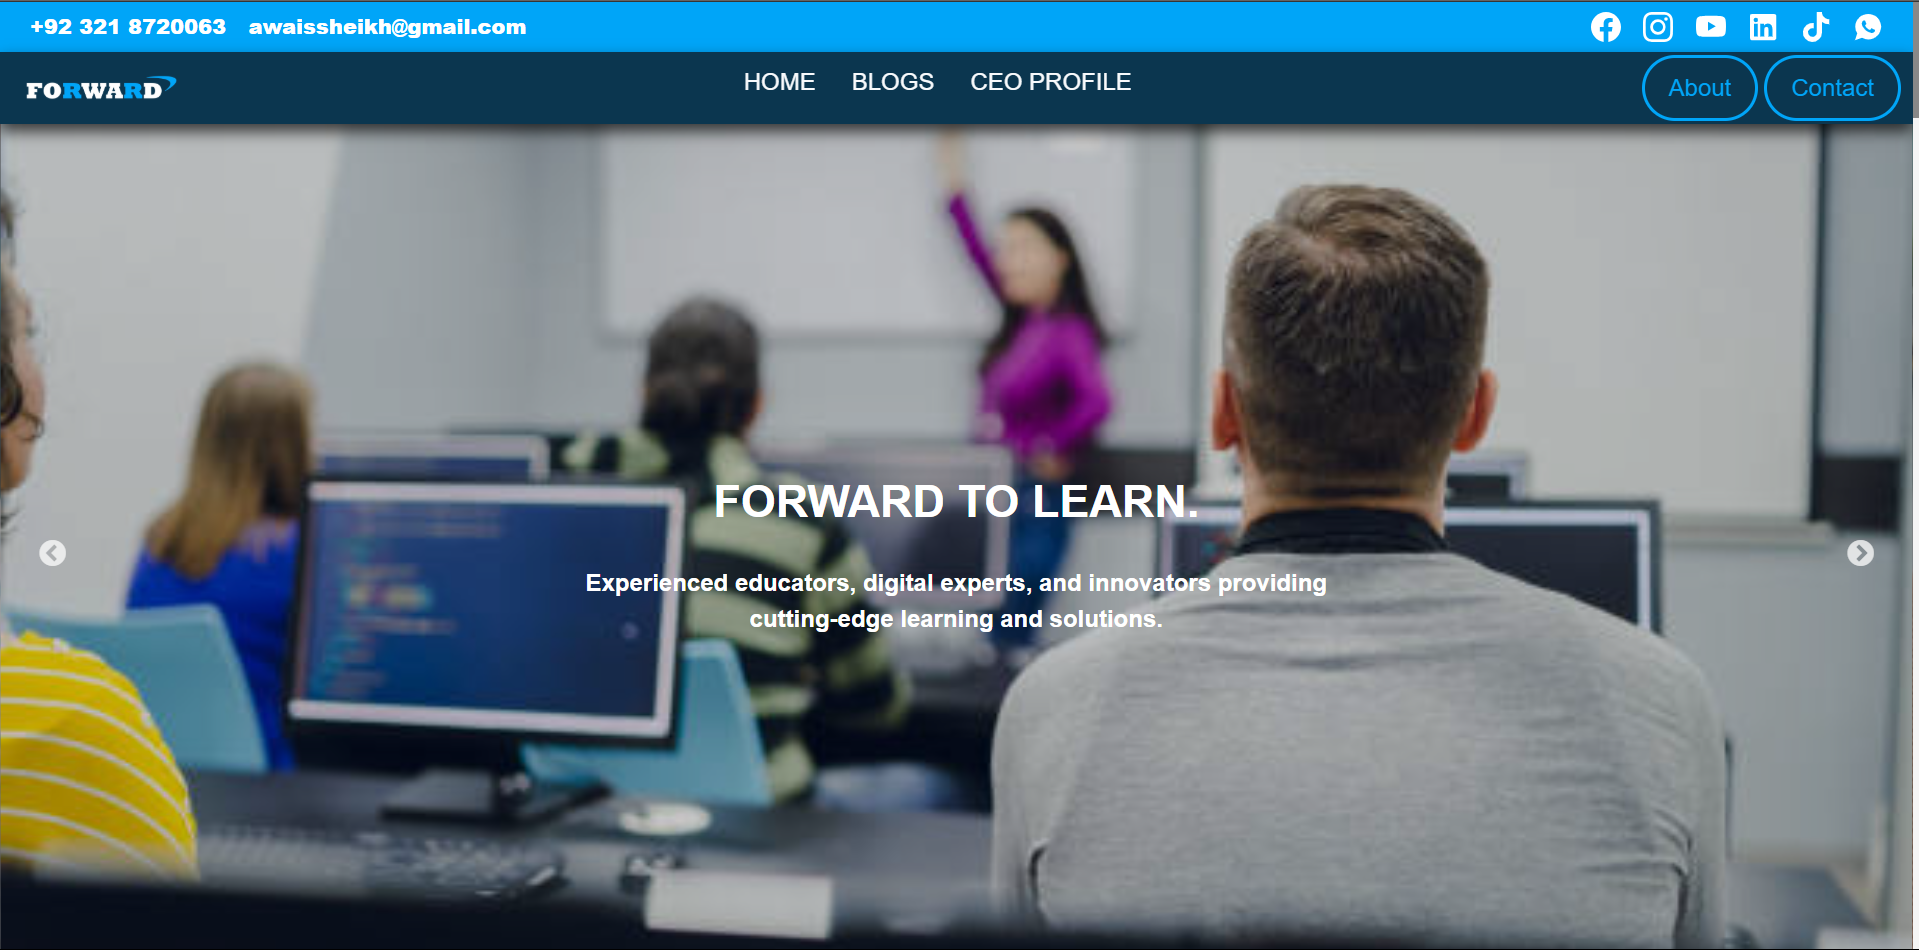 +92 321 8720063 awaissheikh@gmail.com
FORWARD
HOME BLOGS CEO PROFILE
About Contact
FORWARD TO LEARN.
Experienced educators, digital experts, and innovators providing
cutting-edge learning and solutions.